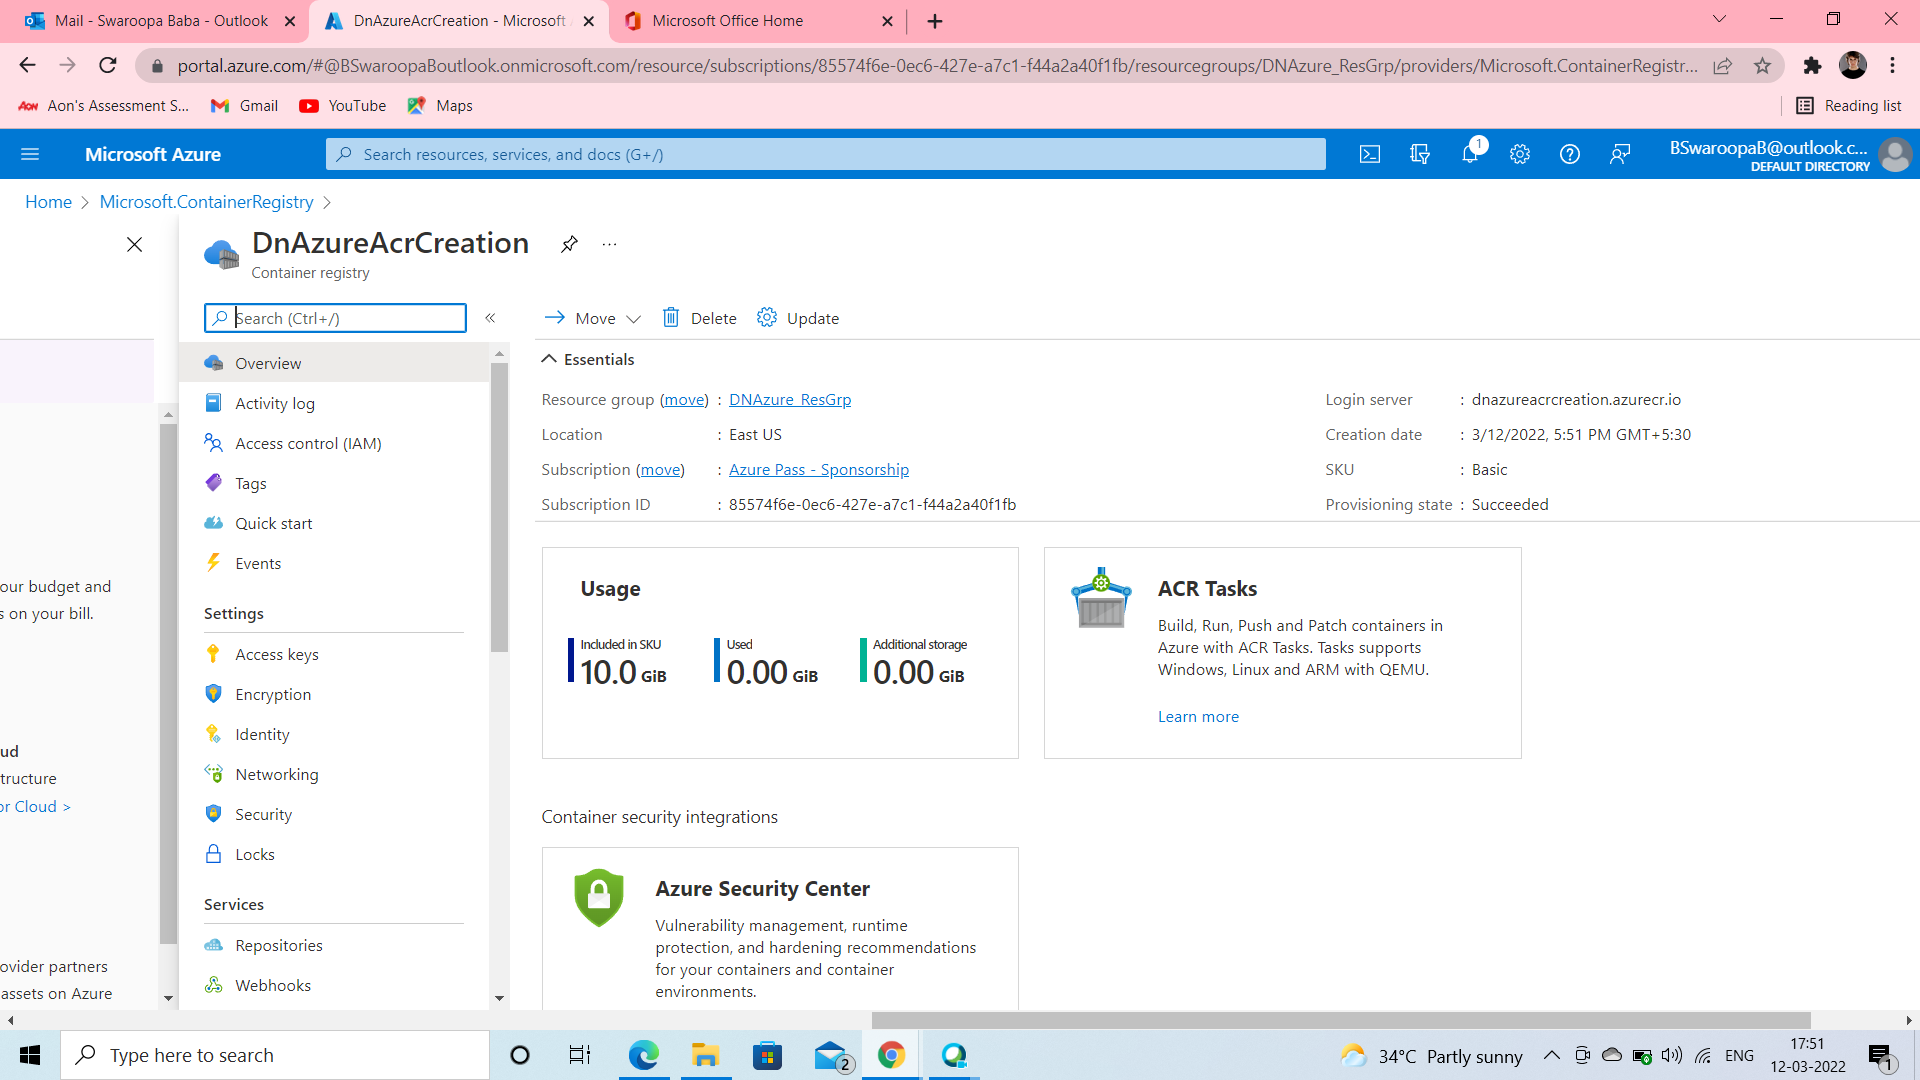 Mail - Swaroopa Baba - Outlook
DnAzureAcrCreation - Microsoft
Microsoft Office Home
portal.azure.com/#@BSwaroopaBoutlook.onmicrosoft.com/resource/subscriptions/85574f6e-0ec6-427e-a7c1-f44a2a40f1fb/resourcegroups/DNAzure_ResGrp/providers/Microsoft.ContainerRegistr...
Aon Aon's Assessment S...
Gmail
YouTube
Maps
Reading list
Microsoft Azure
Search resources, services, and docs (G+/)
1
BSwaroopaB@outlook.c...
DEFAULT DIRECTORY
Home > Microsoft.ContainerRegistry >
DnAzureAcrCreation
...
Container registry
Search (Ctrl+/)
«
Move
Delete
Update
Overview
Activity log
Access control (IAM)
Tags
Quick start
Events
Settings
Access keys
Encryption
Identity
Networking
Security
Locks
Services
Repositories
Webhooks
our budget and
s on your bill.
ud
tructure
or Cloud >
ovider partners
assets on Azure
Essentials
Resource group (move) : DNAzure_ResGrp
Location : East US
Subscription (move) : Azure Pass - Sponsorship
Subscription ID : 85574f6e-0ec6-427e-a7c1-f44a2a40f1fb
Login server : dnazureacrcreation.azurecr.io
Creation date : 3/12/2022, 5:51 PM GMT+5:30
SKU : Basic
Provisioning state : Succeeded
Usage
Included in SKU
10.0 GiB
Used
0.00 GiB
Additional storage
0.00 GiB
ACR Tasks
Build, Run, Push and Patch containers in
Azure with ACR Tasks. Tasks supports
Windows, Linux and ARM with QEMU.
Learn more
Container security integrations
Azure Security Center
Vulnerability management, runtime
protection, and hardening recommendations
for your containers and container
environments.
Type here to search
2
34°C Partly sunny
ENG
17:51
12-03-2022
1